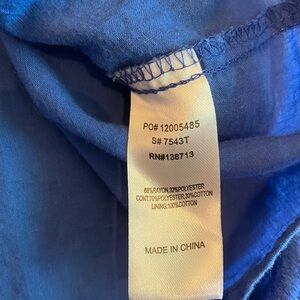 PO# 12005485
S# 7543T
RN#138713
68%RAYON,32%POLYESTER
CONT:70%POLYESTER,30%COTTON
LINING:100%COTTON
MADE IN CHINA